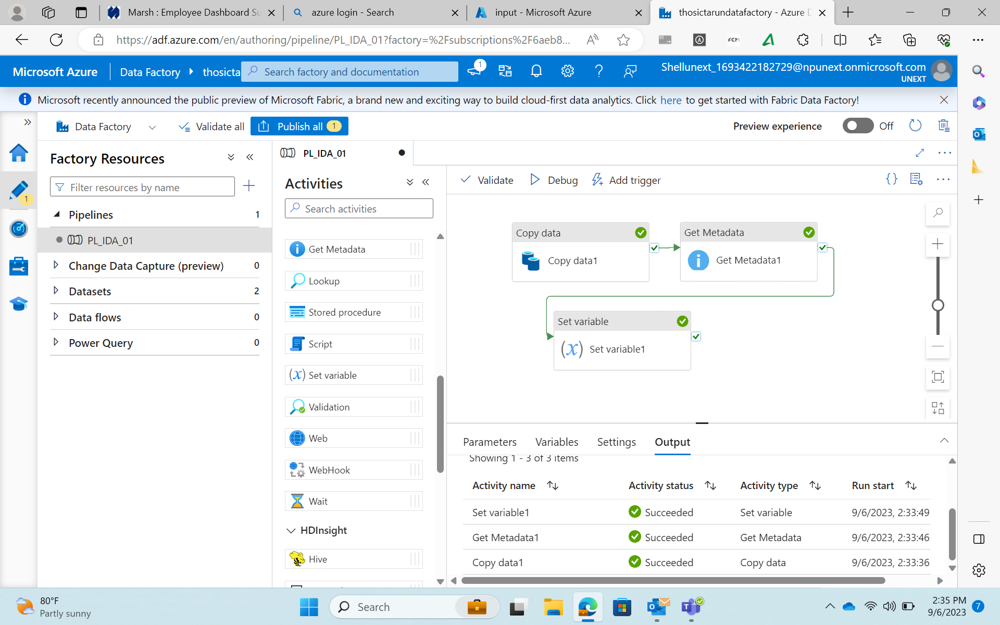 Marsh : Employee Dashboard Su
azure login - Search
input - Microsoft Azure
thosictarundatafactory - Azure D
https://adf.azure.com/en/authoring/pipeline/PL_IDA_01?factory=%2Fsubscriptions%2F6aeb8...
FCM
Microsoft Azure
Data Factory
thosicta
Search factory and documentation
1
Shellunext_1693422182729@npunext.onmicrosoft.com
UNEXT
Microsoft recently announced the public preview of Microsoft Fabric, a brand new and exciting way to build cloud-first data analytics. Click here to get started with Fabric Data Factory!
Data Factory
Validate all
Publish all 1
Preview experience
Off
Factory Resources
Filter resources by name
1
Pipelines 1
PL_IDA_01
Change Data Capture (preview) 0
Datasets 2
Data flows 0
Power Query 0
PL_IDA_01
Activities
Search activities
Get Metadata
Lookup
Stored procedure
Script
(x) Set variable
Validation
Web
WebHook
Wait
HDInsight
Hive
Validate
Debug
Add trigger
Copy data
Copy data1
Get Metadata
Get Metadata1
Set variable
(x) Set variable1
Parameters
Variables
Settings
Output
Showing 1 - 3 of 3 items
Activity name Activity status Activity type Run start
Set variable1 Succeeded Set variable 9/6/2023, 2:33:49
Get Metadata1 Succeeded Get Metadata 9/6/2023, 2:33:46
Copy data1 Succeeded Copy data 9/6/2023, 2:33:36
80°F
Partly sunny
Search
2:35 PM
9/6/2023
7